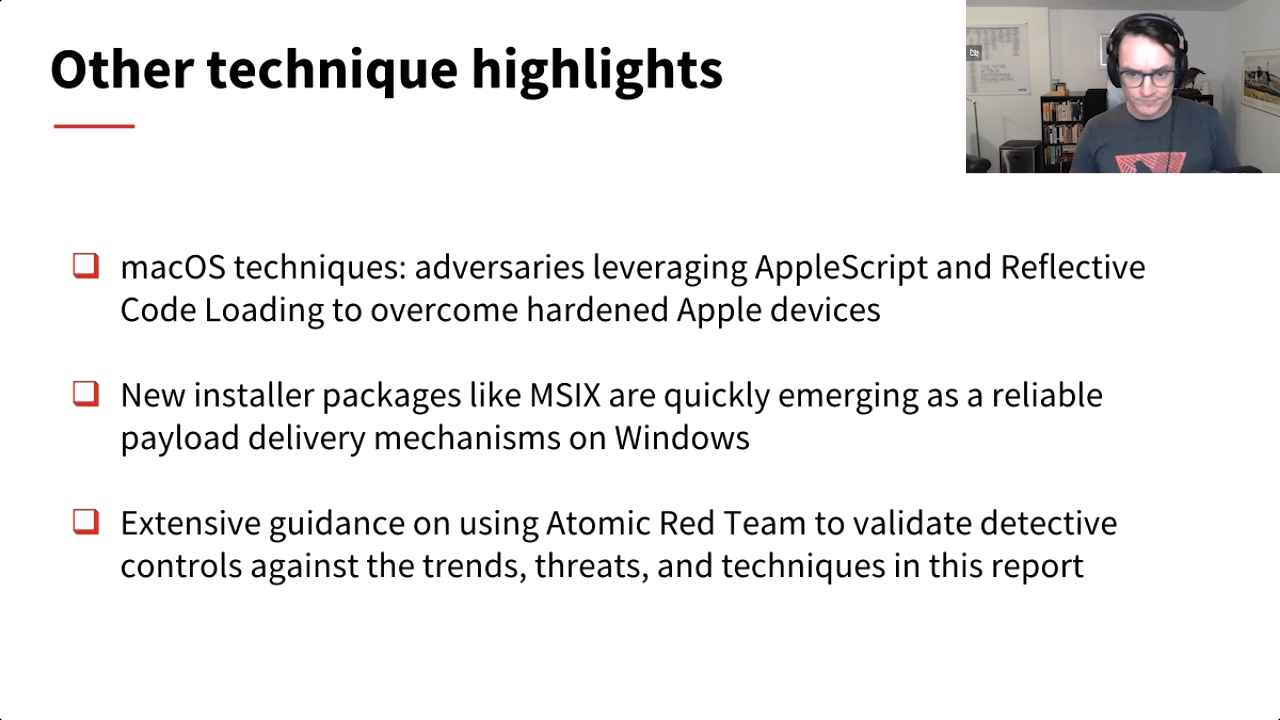 Other technique highlights
macOS techniques: adversaries leveraging AppleScript and Reflective
Code Loading to overcome hardened Apple devices
New installer packages like MSIX are quickly emerging as a reliable
payload delivery mechanisms on Windows
Extensive guidance on using Atomic Red Team to validate detective
controls against the trends, threats, and techniques in this report